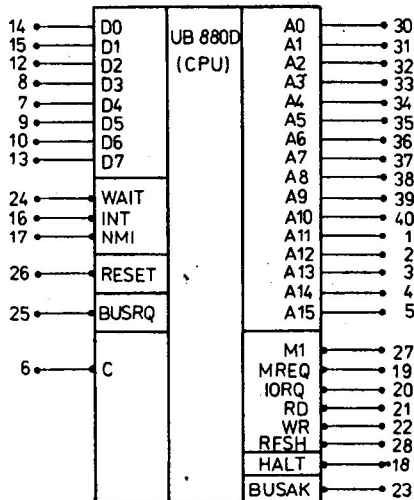 14 D0 UB 880D A0 30
15 D1 (CPU) A1 31
12 D2 A2 32
8 D3 A3 33
7 D4 A4 34
9 D5 A5 35
10 D6 A6 36
13 D7 A7 37
A8 38
24 WAIT A9 39
16 INT A10 40
17 NMI A11 1
A12 2
26 RESET A13 3
A14 4
25 BUSRQ A15 5
6 C M1 27
MREQ 19
IORQ 20
RD 21
WR 22
RFSH 28
HALT 18
BUSAK 23